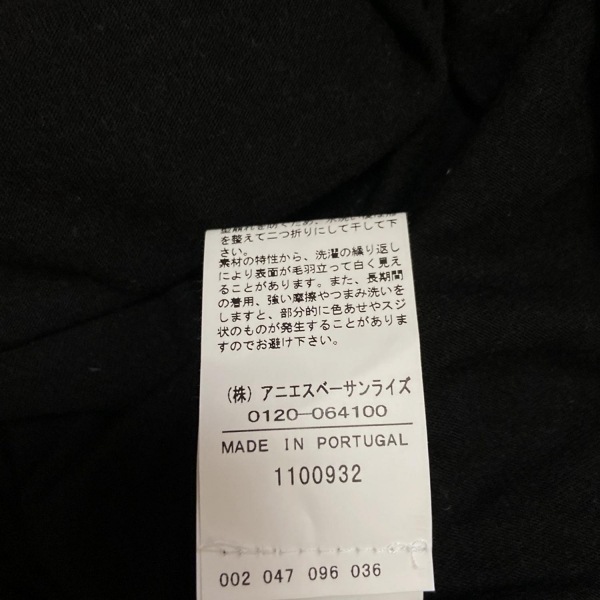 を整えて二つ折りにして干して下
さい。
素材の特性から、洗濯の繰り返し
により表面が毛羽立って白く見え
ることがあります。また、長期間
の着用、強い摩擦やつまみ洗いを
しますと、部分的に色あせやスジ
状のものが発生することがありま
すのでお避け下さい。
(株)アニエスベーサンライズ
0120-064100
MADE IN PORTUGAL
1100932
002 047 096 036